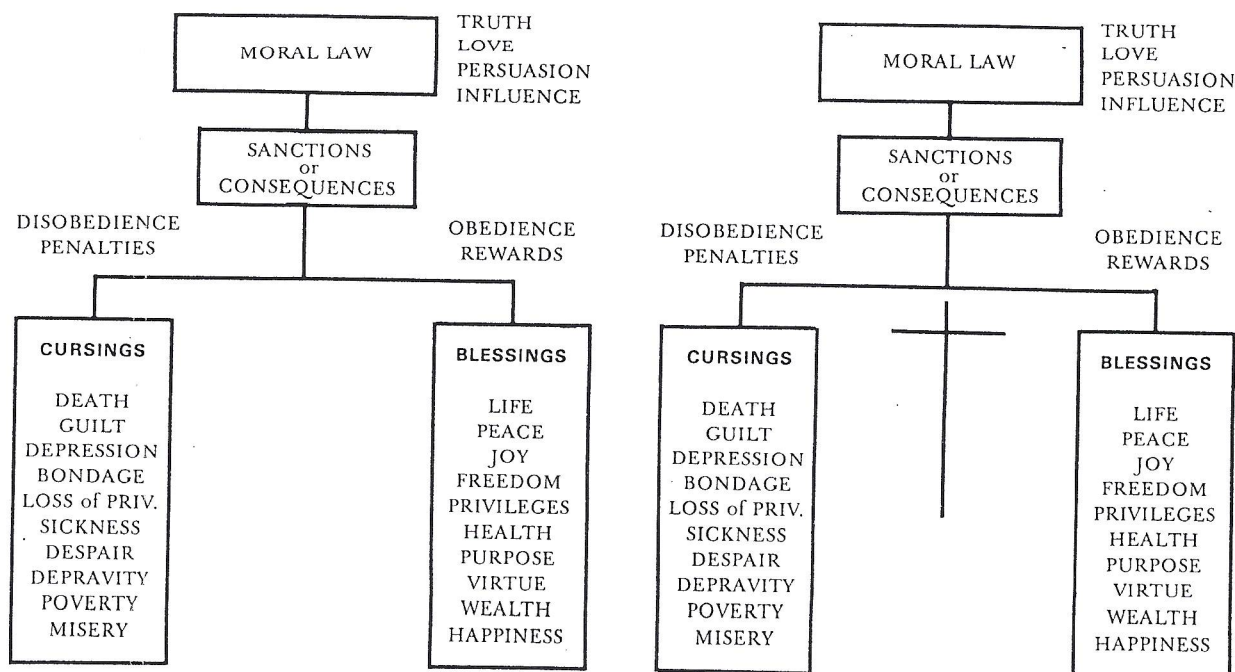 MORAL LAW
TRUTH
LOVE
PERSUASION
INFLUENCE
SANCTIONS
or
CONSEQUENCES
DISOBEDIENCE
PENALTIES
OBEDIENCE
REWARDS
CURSINGS
DEATH
GUILT
DEPRESSION
BONDAGE
LOSS of PRIV.
SICKNESS
DESPAIR
DEPRAVITY
POVERTY
MISERY
BLESSINGS
LIFE
PEACE
JOY
FREEDOM
PRIVILEGES
HEALTH
PURPOSE
VIRTUE
WEALTH
HAPPINESS
MORAL LAW
TRUTH
LOVE
PERSUASION
INFLUENCE
SANCTIONS
or
CONSEQUENCES
DISOBEDIENCE
PENALTIES
OBEDIENCE
REWARDS
CURSINGS
DEATH
GUILT
DEPRESSION
BONDAGE
LOSS of PRIV.
SICKNESS
DESPAIR
DEPRAVITY
POVERTY
MISERY
BLESSINGS
LIFE
PEACE
JOY
FREEDOM
PRIVILEGES
HEALTH
PURPOSE
VIRTUE
WEALTH
HAPPINESS